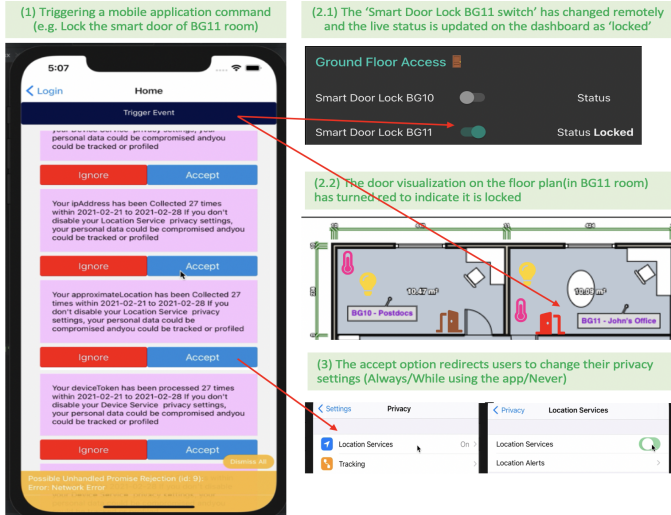 (1) Triggering a mobile application command
(e.g. Lock the smart door of BG11 room)
(2.1) The ‘Smart Door Lock BG11 switch’ has changed remotely
and the live status is updated on the dashboard as ‘locked’
5:07
Login
Home
Trigger Event
personal data could be compromised andyou
could be tracked or profiled
Ignore
Accept
Your ipAddress has been Collected 27 times
within 2021-02-21 to 2021-02-28 If you don't
disable your Location Service privacy settings,
your personal data could be compromised andyou
could be tracked or profiled
Ignore
Accept
Your approximateLocation has been Collected 27
times within 2021-02-21 to 2021-02-28 If you
don't disable your Location Service privacy
settings, your personal data could be
compromised andyou could be tracked or profiled
Ignore
Accept
Your deviceToken has been processed 27 times
within 2021-02-21 to 2021-02-28 If you don't
disable your Device Service privacy settings,
your personal data could be compromised andyou
could be tracked or profiled
Ignore
Accept
Dismiss All
Possible Unhandled Promise Rejection (id: 9):
Error: Network Error
Ground Floor Access
Smart Door Lock BG10
Status
Smart Door Lock BG11
Status Locked
(2.2) The door visualization on the floor plan(in BG11 room)
has turned red to indicate it is locked
10.47 m²
BG10 - Postdocs
BG11 - John's Office
(3) The accept option redirects users to change their privacy
settings (Always/While using the app/Never)
Settings
Privacy
Location Services
On
Tracking
Privacy
Location Services
Location Services
Location Alerts